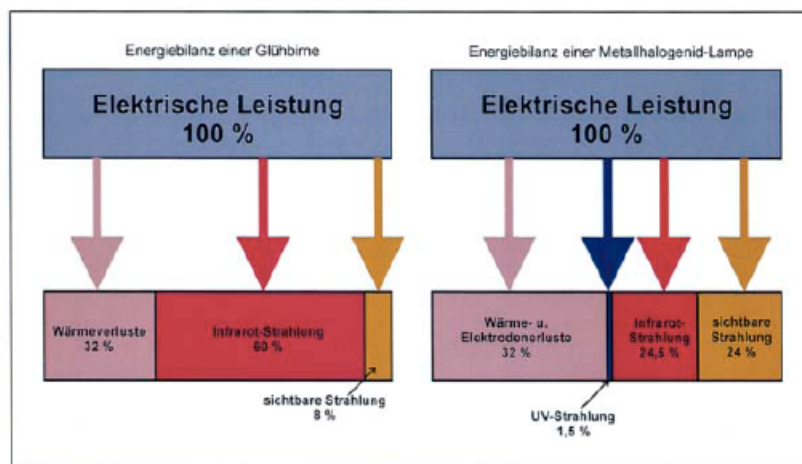 Energiebilanz einer Glühbirne
Elektrische Leistung
100 %
Wärmeverluste
32 %
Infrarot-Strahlung
60 %
sichtbare Strahlung
8 %
Energiebilanz einer Metallhalogenid-Lampe
Elektrische Leistung
100 %
Wärme- u.
Elektrodenerluste
32 %
Infrarot-
Strahlung
24,5 %
sichtbare
Strahlung
24 %
UV-Strahlung
1,5 %